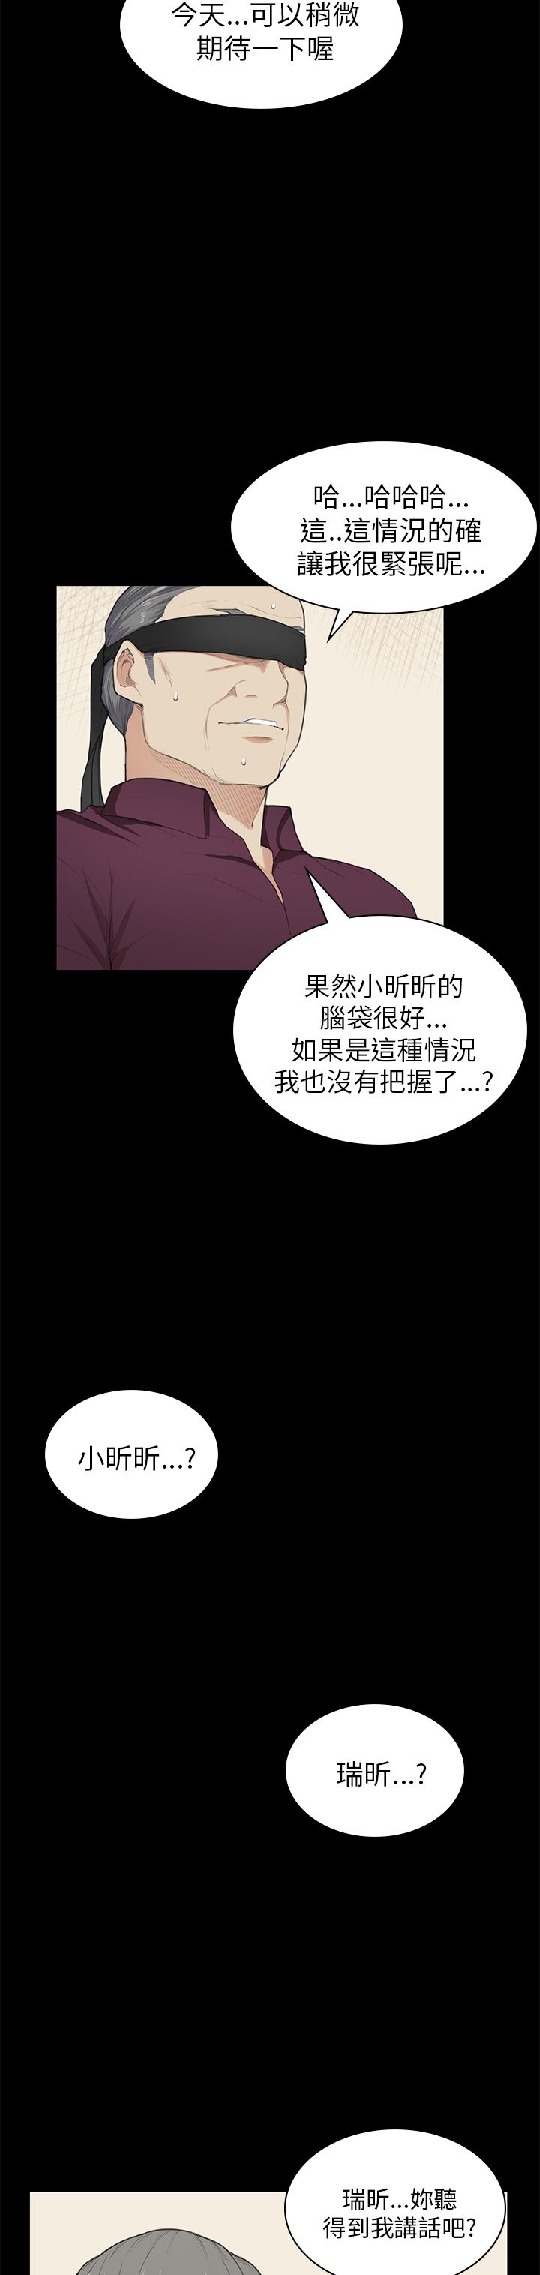 今天...可以稍微
期待一下喔
哈...哈哈哈...
這..這情況的確
讓我很緊張呢...
果然小昕昕的
腦袋很好...
如果是這種情況
我也沒有把握了...?
小昕昕...?
瑞昕...?
瑞昕...妳聽
得到我講話吧?